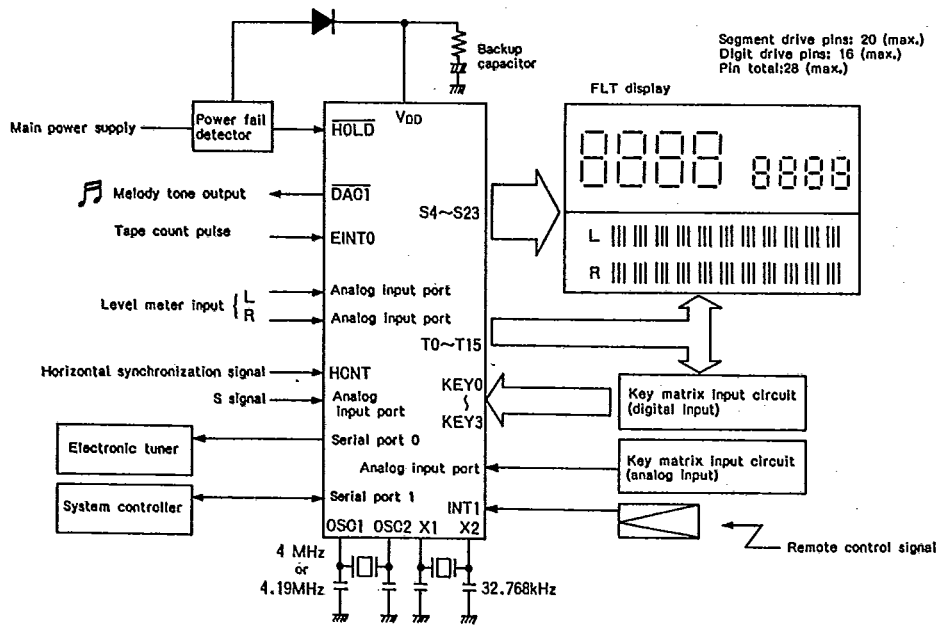 Segment drive pins: 20 (max.)
Digit drive pins: 16 (max.)
Pin total:28 (max.)
Backup
capacitor
FLT display
Main power supply
Power fail
detector
HOLD
VDD
Melody tone output
DAC1
S4~S23
Tape count pulse
EINT0
L
R
Level meter input { L
R
Analog input port
Analog input port
T0~T15
Horizontal synchronization signal
HCNT
KEY0
~
KEY3
Key matrix input circuit
(digital input)
S signal
Analog
input port
Electronic tuner
Serial port 0
Analog input port
Key matrix input circuit
(analog input)
System controller
Serial port 1
INT1
OSC1 OSC2 X1 X2
Remote control signal
4 MHz
or
4.19MHz
32.768kHz